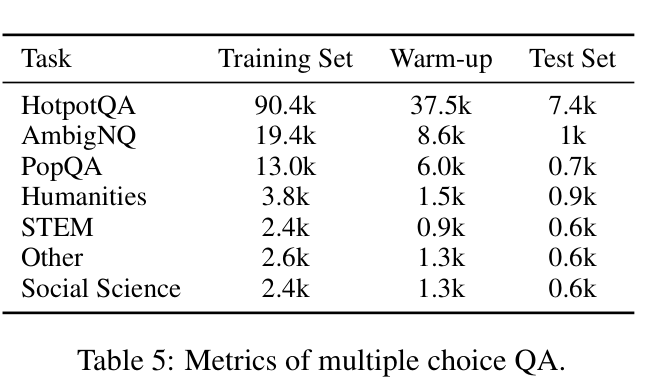 Task Training Set Warm-up Test Set
HotpotQA 90.4k 37.5k 7.4k
AmbigNQ 19.4k 8.6k 1k
PopQA 13.0k 6.0k 0.7k
Humanities 3.8k 1.5k 0.9k
STEM 2.4k 0.9k 0.6k
Other 2.6k 1.3k 0.6k
Social Science 2.4k 1.3k 0.6k
Table 5: Metrics of multiple choice QA.